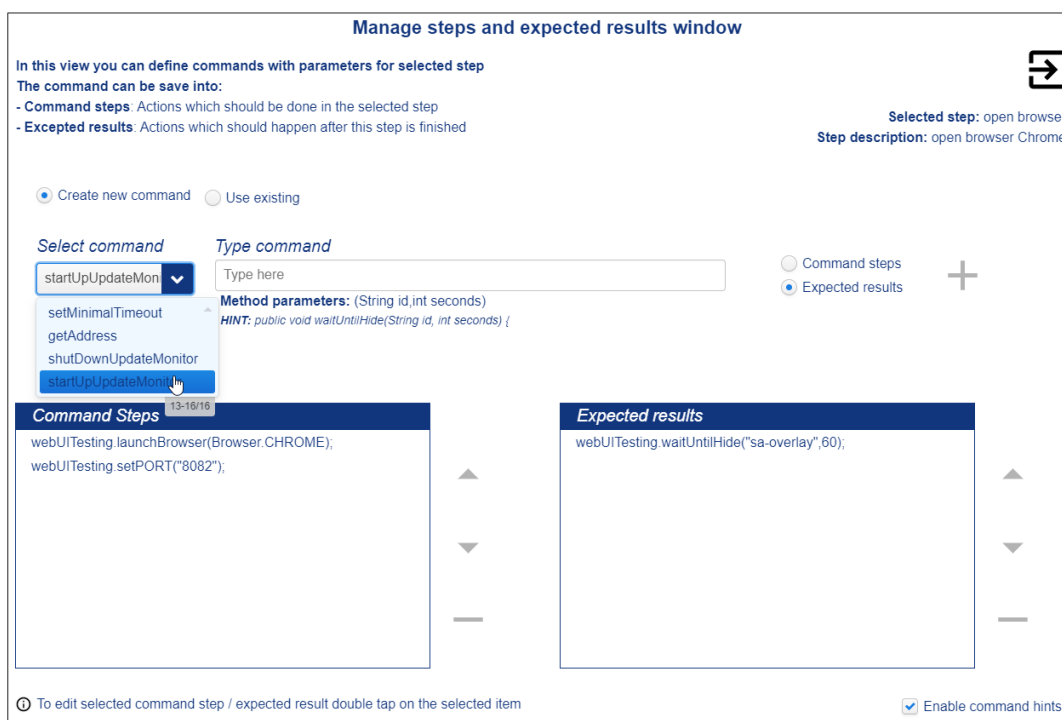 Manage steps and expected results window
In this view you can define commands with parameters for selected step
The command can be save into:
- Command steps: Actions which should be done in the selected step
- Excepted results: Actions which should happen after this step is finished
Selected step: open browse
Step description: open browser Chrome
Create new command
Use existing
Select command
Type command
startUpUpdateMon
Type here
Command steps
Expected results
Method parameters: (String id,int seconds)
HINT: public void waitUntilHide(String id, int seconds) {
setMinimalTimeout
getAddress
shutDownUpdateMonitor
startUpUpdateMonit
13-16/16
Command Steps
webUITesting.launchBrowser(Browser.CHROME);
webUITesting.setPORT("8082");
Expected results
webUITesting.waitUntilHide("sa-overlay",60);
To edit selected command step / expected result double tap on the selected item
Enable command hints